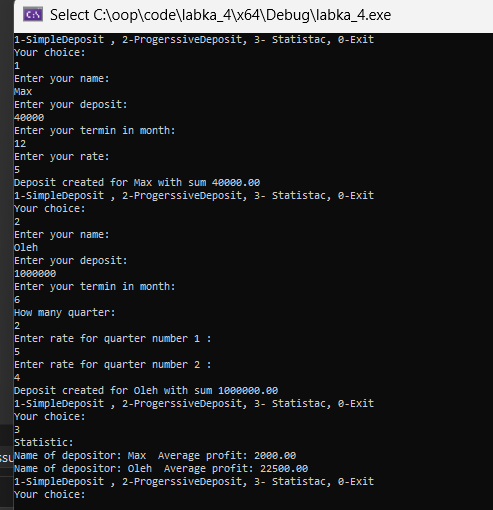 Select C:\oop\code\labka_4\x64\Debug\labka_4.exe
1-SimpleDeposit , 2-ProgerssiveDeposit, 3- Statistac, 0-Exit
Your choice:
1
Enter your name:
Max
Enter your deposit:
40000
Enter your termin in month:
12
Enter your rate:
5
Deposit created for Max with sum 40000.00
1-SimpleDeposit , 2-ProgerssiveDeposit, 3- Statistac, 0-Exit
Your choice:
2
Enter your name:
Oleh
Enter your deposit:
1000000
Enter your termin in month:
6
How many quarter:
2
Enter rate for quarter number 1 :
5
Enter rate for quarter number 2 :
4
Deposit created for Oleh with sum 1000000.00
1-SimpleDeposit , 2-ProgerssiveDeposit, 3- Statistac, 0-Exit
Your choice:
3
Statistic:
Name of depositor: Max  Average profit: 2000.00
Name of depositor: Oleh  Average profit: 22500.00
1-SimpleDeposit , 2-ProgerssiveDeposit, 3- Statistac, 0-Exit
Your choice: